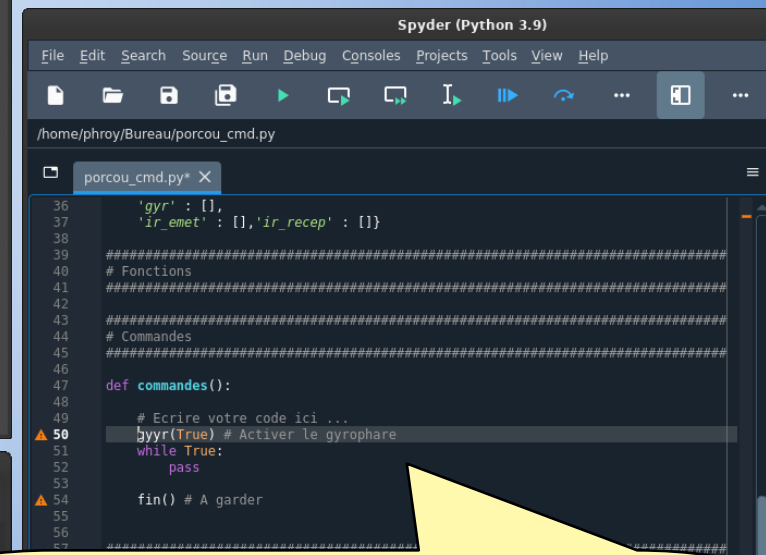 Spyder (Python 3.9)
File Edit Search Source Run Debug Consoles Projects Tools View Help
/home/phroy/Bureau/porcou_cmd.py
porcou_cmd.py*
36 'gyr' : [],
37 'ir_emet' : [],'ir_recep' : []}
38
39 ###############################################################################
40 # Fonctions
41 ###############################################################################
42
43 ###############################################################################
44 # Commandes
45 ###############################################################################
46
47 def commandes():
48
49 # Ecrire votre code ici ...
50 gyyr(True) # Activer le gyrophare
51 while True:
52 pass
53
54 fin() # A garder
55
56
57 ###############################################################################